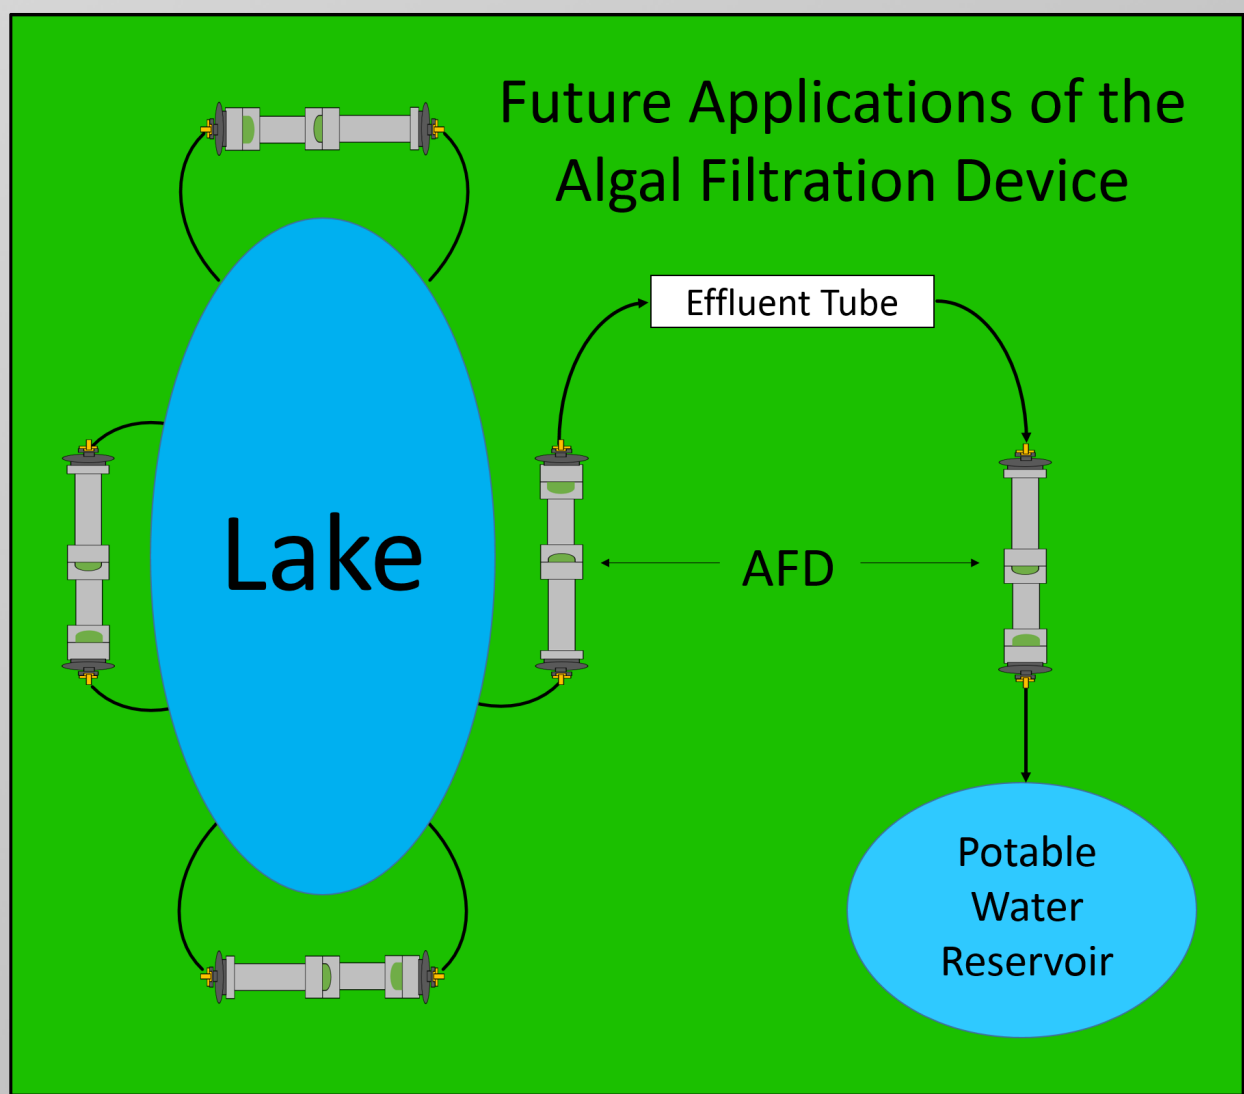 Future Applications of the
Algal Filtration Device
Effluent Tube
Lake
AFD
Potable
Water
Reservoir